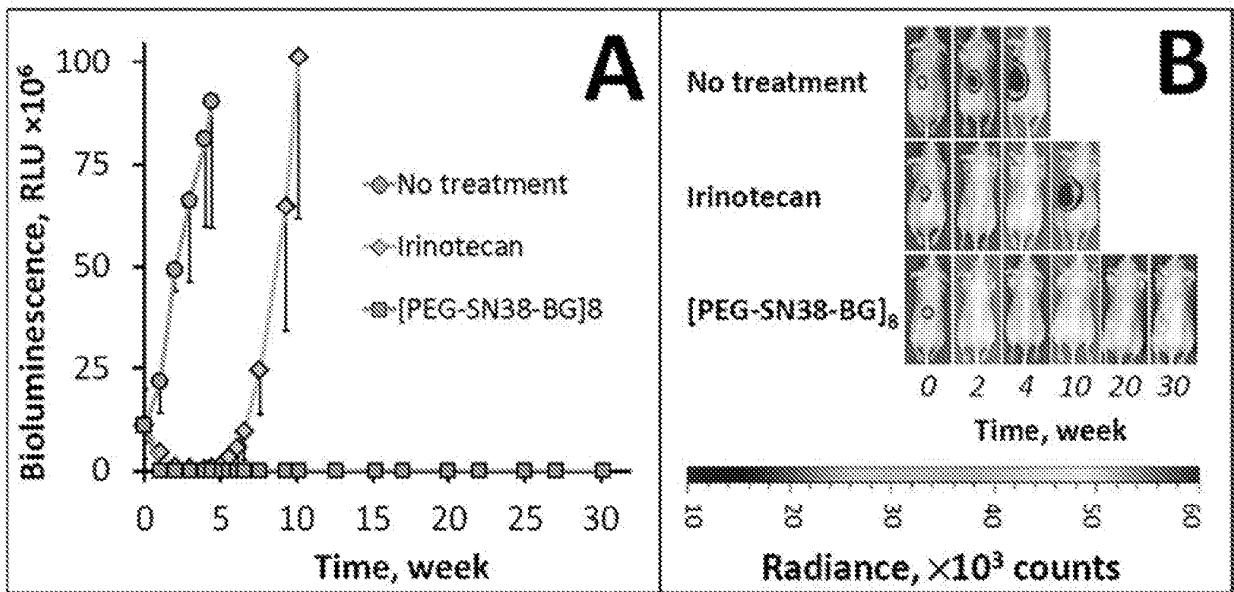 A
Bioluminescence, RLU ×10⁶
100
75
50
25
0
No treatment
Irinotecan
[PEG-SN38-BG]8
0 5 10 15 20 25 30
Time, week
B
No treatment
Irinotecan
[PEG-SN38-BG]₈
0 2 4 10 20 30
Time, week
10 20 30 40 50 60
Radiance, ×10³ counts